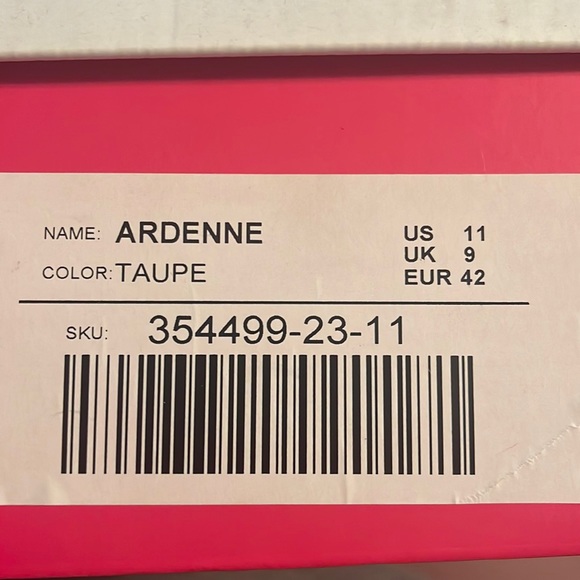 NAME: ARDENNE
COLOR: TAUPE
US 11
UK 9
EUR 42
SKU: 354499-23-11